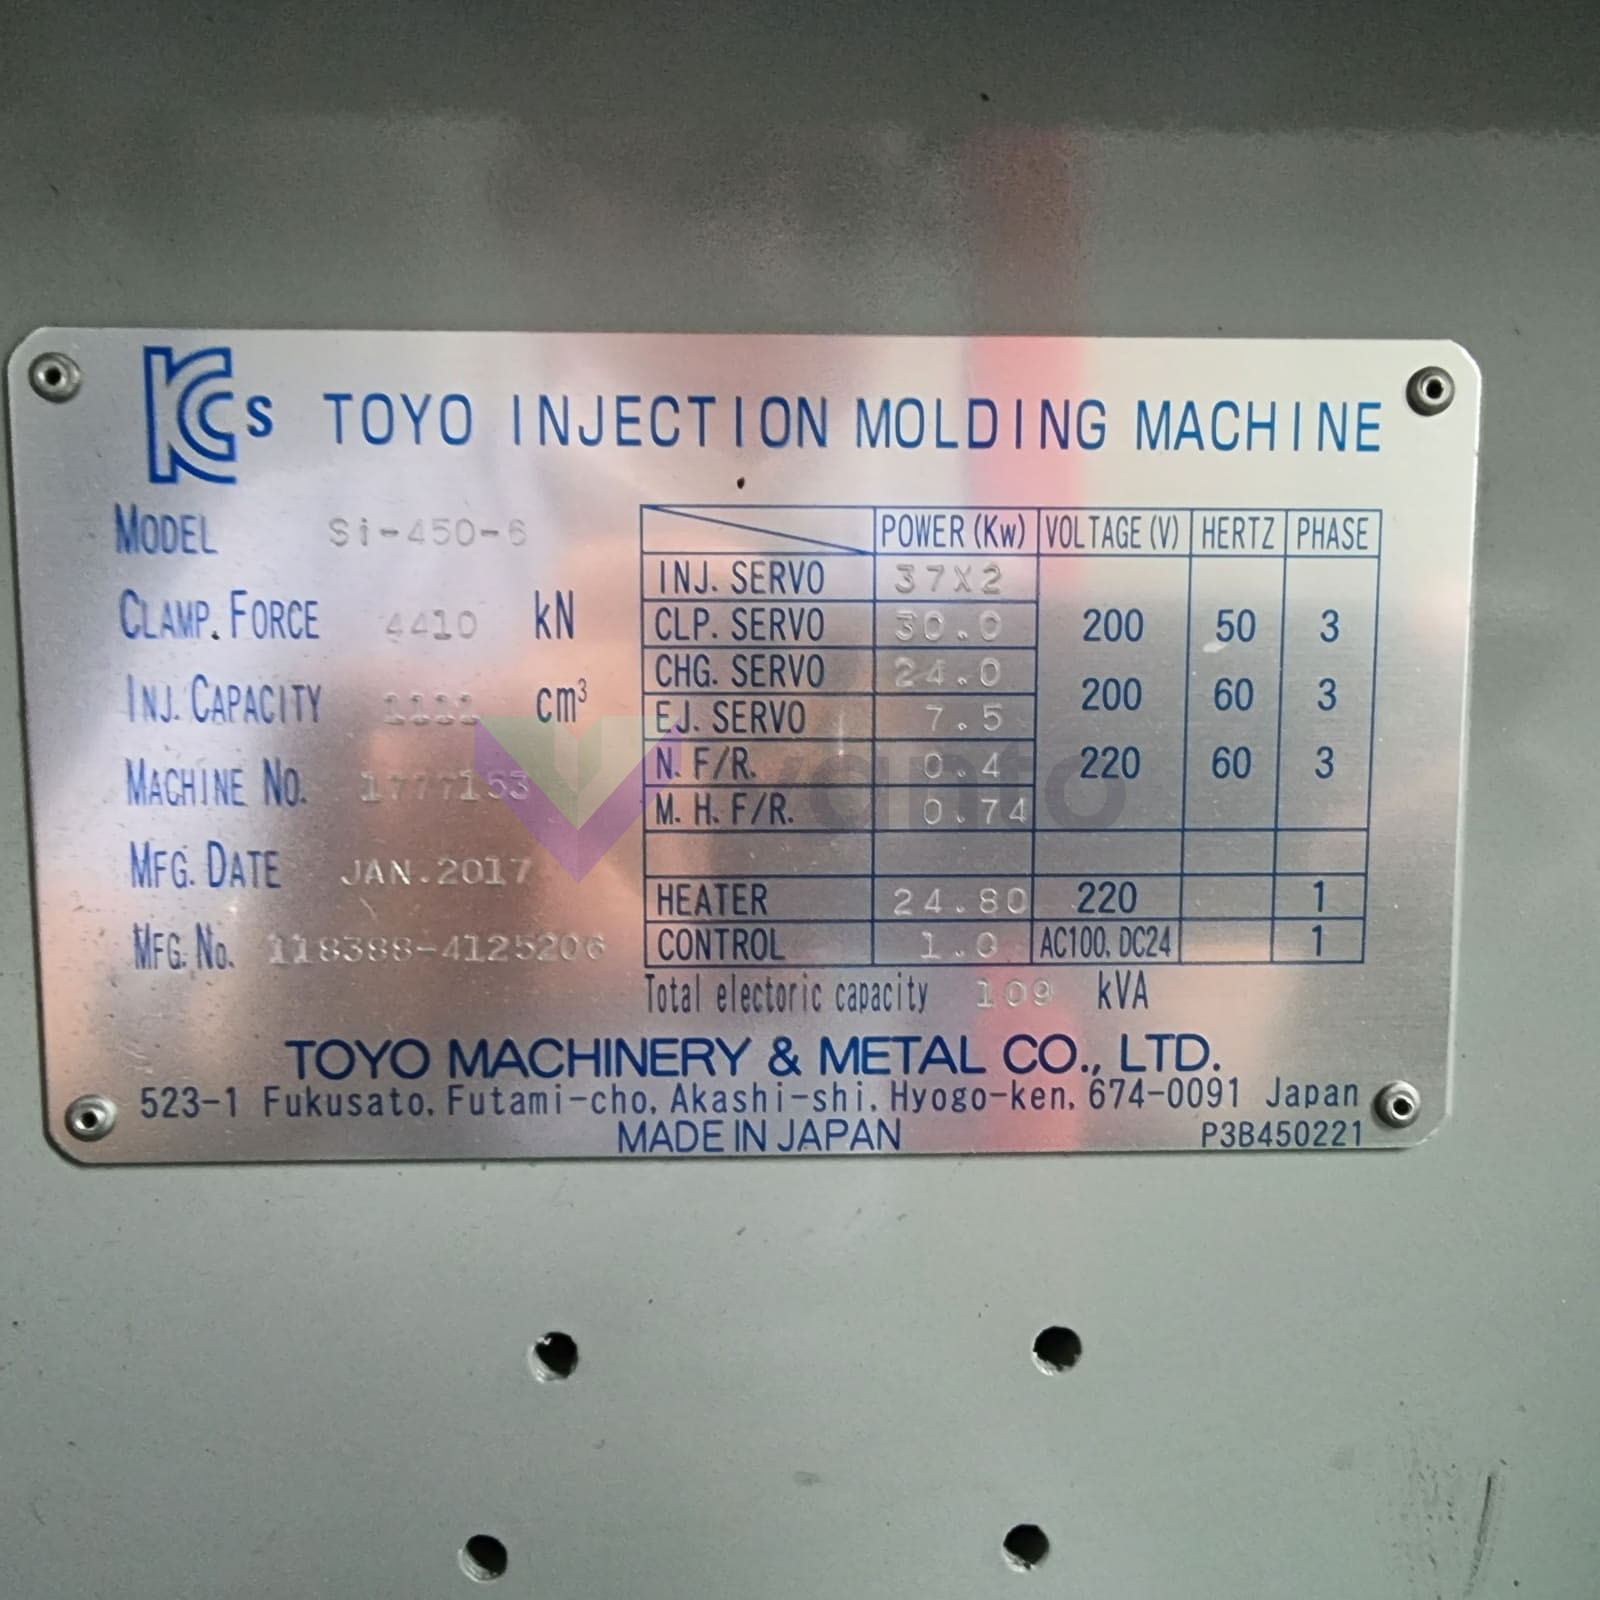 KCs TOYO INJECTION MOLDING MACHINE
MODEL Si-450-6
CLAMP. FORCE 4410 kN
INJ. CAPACITY 1111 cm³
MACHINE NO. 1777153
MFG. DATE JAN.2017
MFG. No. 118388-4125206
POWER (Kw) VOLTAGE (V) HERTZ PHASE
INJ. SERVO 37X2
CLP. SERVO 30.0 200 50 3
CHG. SERVO 24.0
200 60 3
EJ. SERVO 7.5
N. F/R. 0.4 220 60 3
M. H. F/R. 0.74
HEATER 24.80 220 1
CONTROL 1.0 AC100, DC24 1
Total electoric capacity 109 kVA
TOYO MACHINERY & METAL CO., LTD.
523-1 Fukusato, Futami-cho, Akashi-shi, Hyogo-ken, 674-0091 Japan
MADE IN JAPAN P3B450221